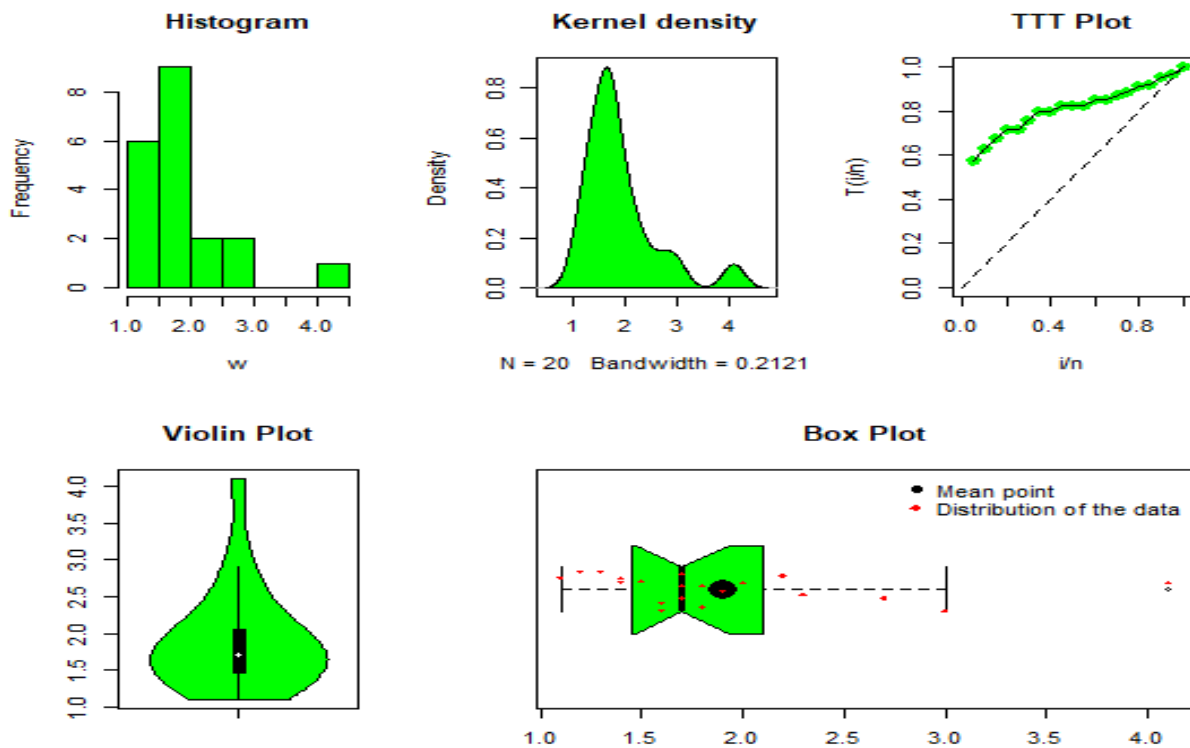 Histogram
Frequency
0 2 4 6 8
1.0 2.0 3.0 4.0
w
Kernel density
Density
0.0 0.2 0.4 0.6 0.8
1 2 3 4
N = 20 Bandwidth = 0.2121
TTT Plot
T(i/n)
0.0 0.2 0.4 0.6 0.8 1.0
0.0 0.4 0.8
i/n
Violin Plot
1.0 1.5 2.0 2.5 3.0 3.5 4.0
Box Plot
Mean point
Distribution of the data
1.0 1.5 2.0 2.5 3.0 3.5 4.0